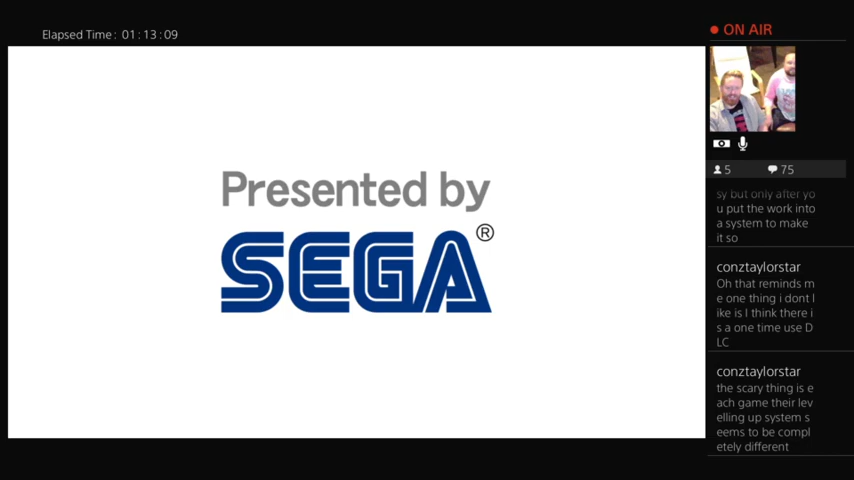 Elapsed Time: 01:13:09
ON AIR
Presented by
SEGA®
5 75
sy but only after yo
u put the work into
a system to make
it so
conztaylorstar
Oh that reminds m
e one thing i dont l
ike is I think there i
s a one time use D
LC
conztaylorstar
the scary thing is e
ach game their lev
elling up system s
eems to be compl
etely different